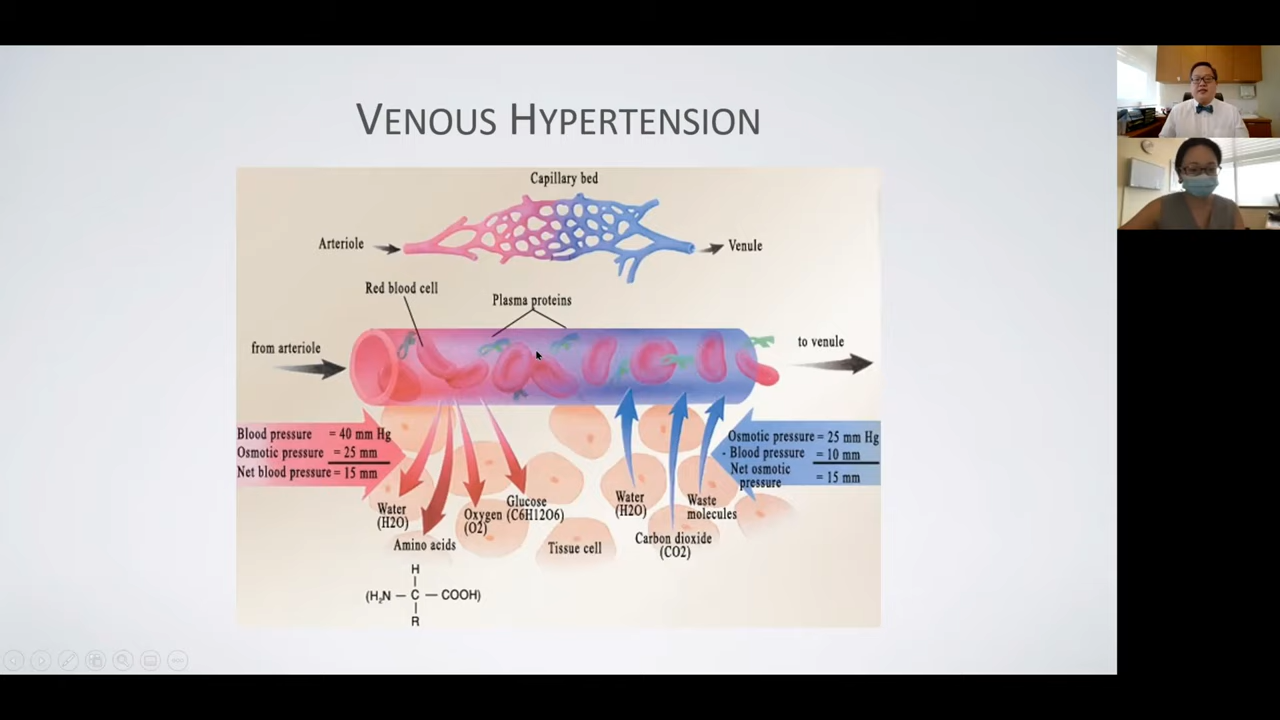 VENOUS HYPERTENSION
Capillary bed
Arteriole
Venule
Red blood cell
Plasma proteins
from arteriole
to venule
Blood pressure = 40 mm Hg
Osmotic pressure = 25 mm
Net blood pressure = 15 mm
Osmotic pressure = 25 mm Hg
- Blood pressure = 10 mm
Net osmotic
pressure = 15 mm
Water
(H2O)
Amino acids
Oxygen
(O2)
Glucose
(C6H12O6)
Tissue cell
Water
(H2O)
Carbon dioxide
(CO2)
Waste
molecules
H
(H₂N — C — COOH)
R